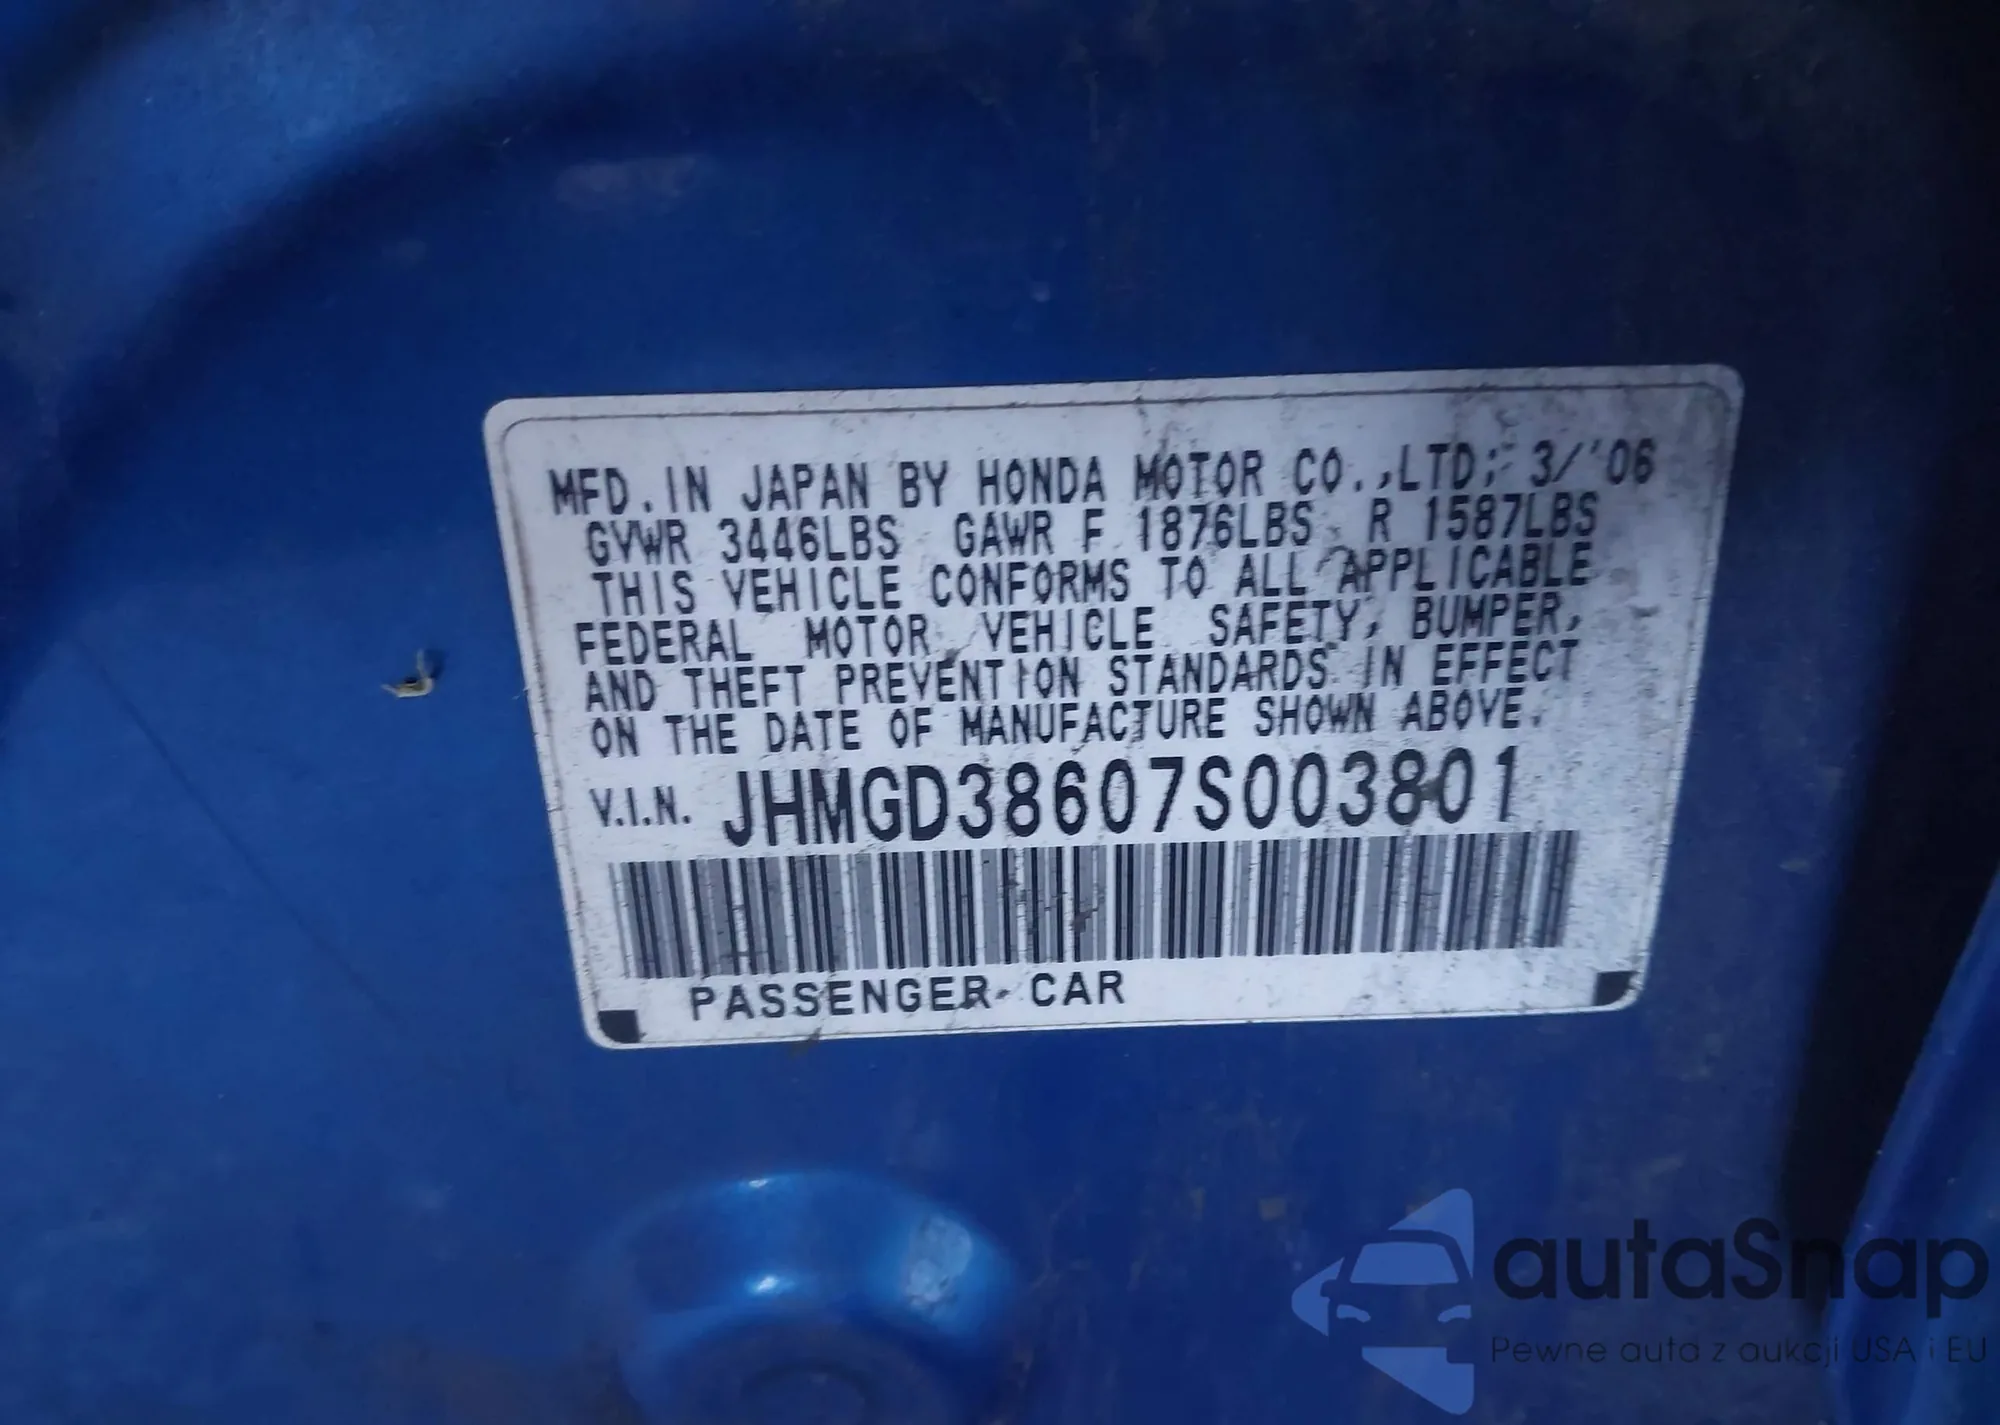 MFD. IN JAPAN BY HONDA MOTOR CO.,LTD; 3/'06
GVWR 3446LBS GAWR F 1876LBS R 1587LBS
THIS VEHICLE CONFORMS TO ALL APPLICABLE
FEDERAL MOTOR VEHICLE SAFETY, BUMPER,
AND THEFT PREVENTION STANDARDS IN EFFECT
ON THE DATE OF MANUFACTURE SHOWN ABOVE.
V.I.N. JHMGD38607S003801
PASSENGER CAR
autaSnap
Pewne auta z aukcji USA i EU